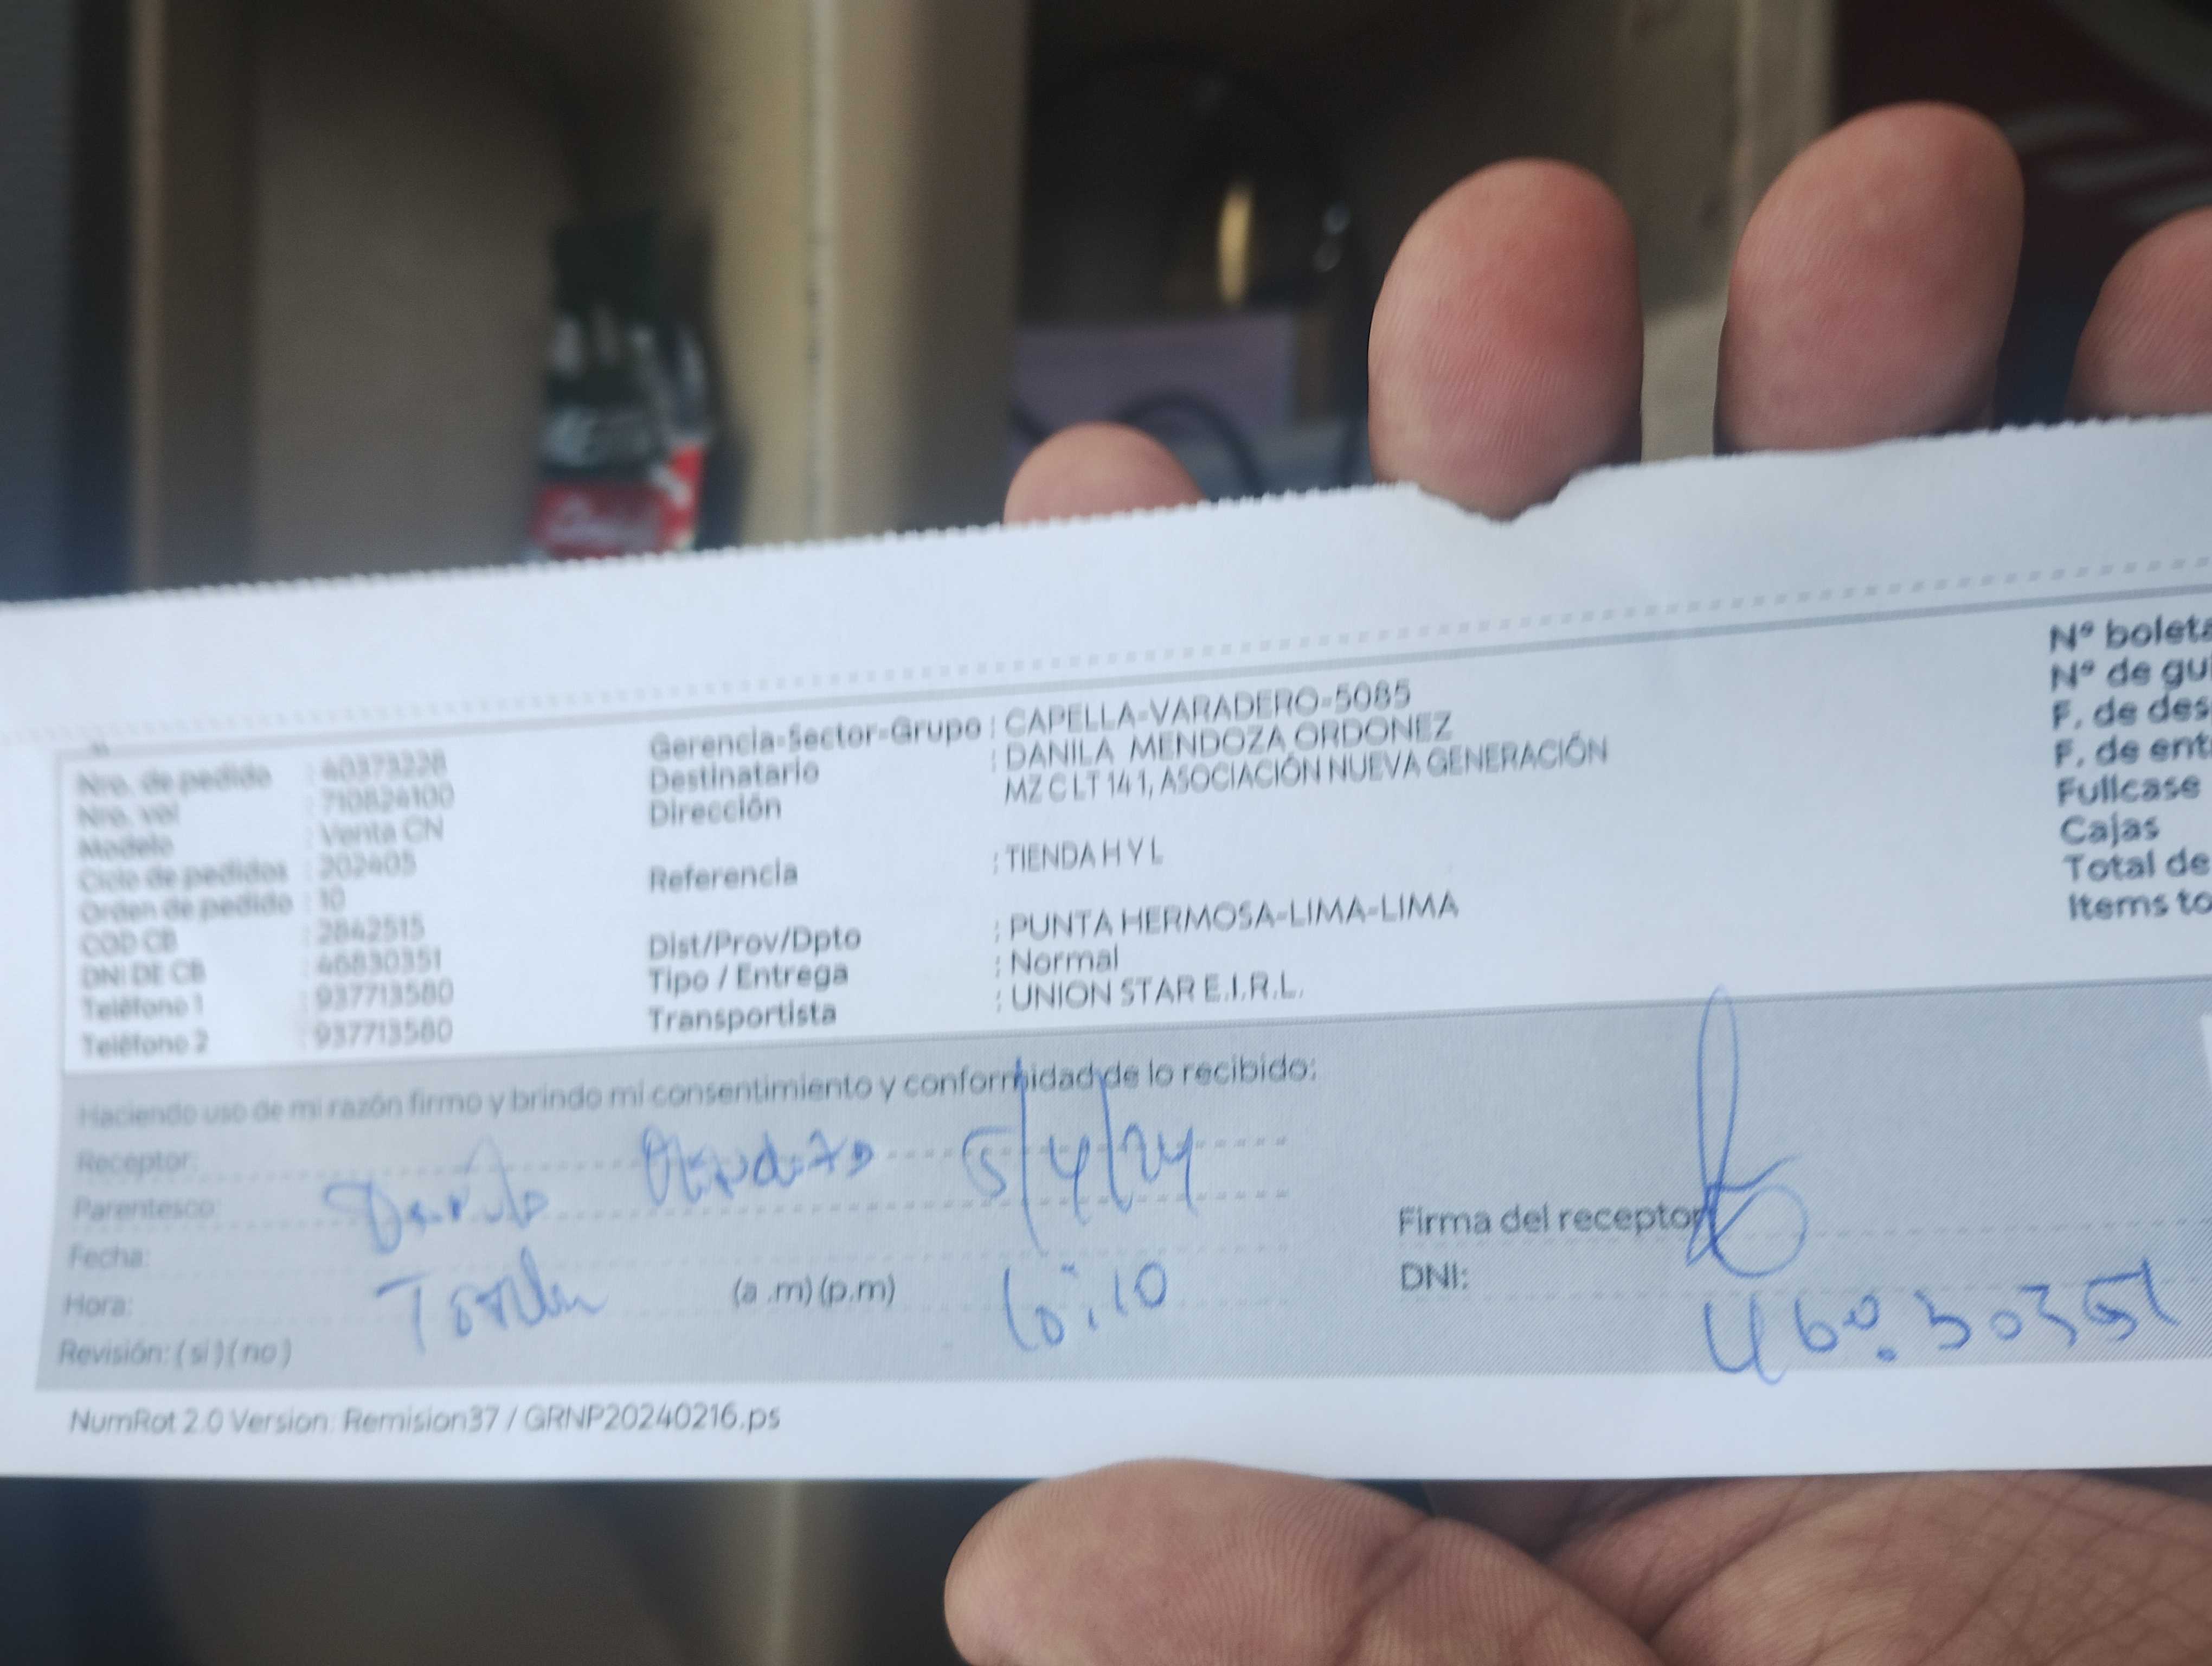 Nro. de pedido : 40373228
Nro. vol : 710824100
Modelo : Venta CN
Ciclo de pedidos : 202405
Orden de pedido : 10
COD CB : 2842515
DNI DE CB : 46830351
Teléfono 1 : 937713580
Teléfono 2 : 937713580
Gerencia-Sector-Grupo : CAPELLA-VARADERO-5085
Destinatario : DANILA MENDOZA ORDONEZ
Dirección MZ C LT 14 1, ASOCIACIÓN NUEVA GENERACIÓN
Referencia : TIENDA H Y L
Dist/Prov/Dpto : PUNTA HERMOSA-LIMA-LIMA
Tipo / Entrega : Normal
Transportista : UNION STAR E.I.R.L.
Nº boleta
Nº de gui
F. de des
F. de ent
Fullcase
Cajas
Total de
Items to
Haciendo uso de mi razón firmo y brindo mi consentimiento y conformidad de lo recibido:
Receptor:
Parentesco:
Fecha:
Hora: (a .m) (p.m)
Revisión: ( si ) ( no )
5/4/24
10:10
Firma del receptor
DNI:
NumRot 2.0 Version: Remision37 / GRNP20240216.ps